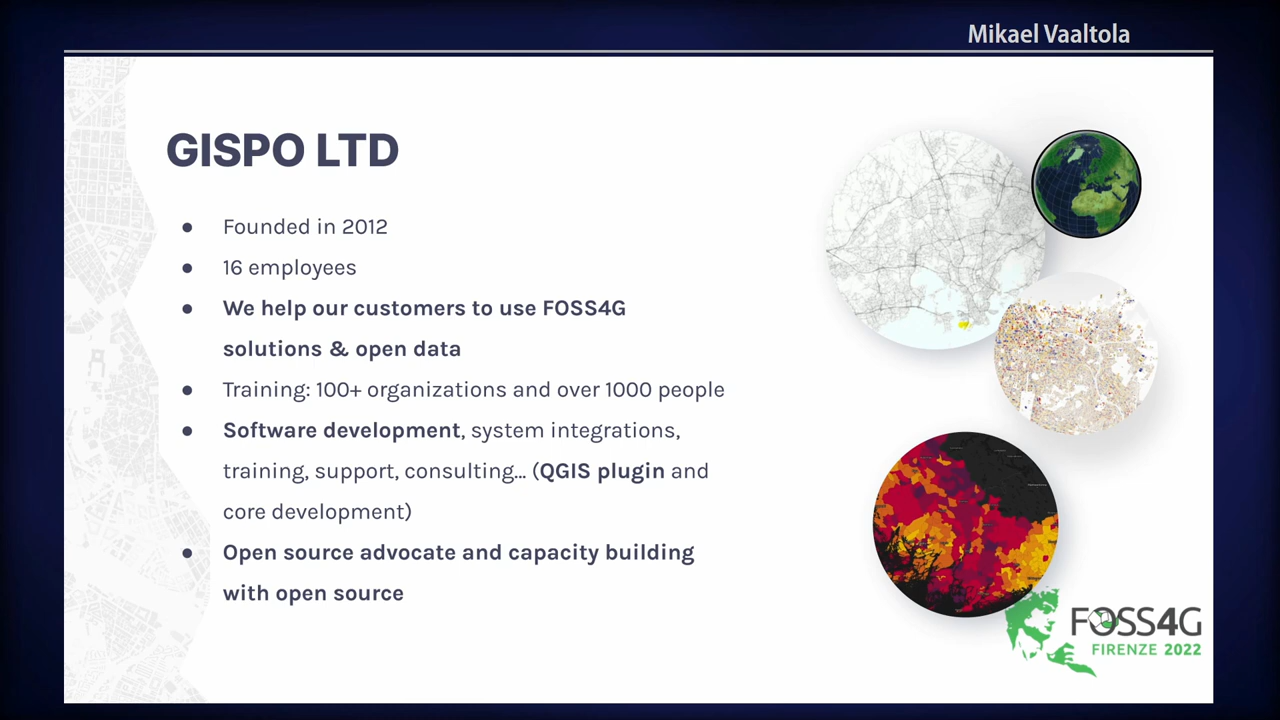 Mikael Vaaltola
GISPO LTD
● Founded in 2012
● 16 employees
● We help our customers to use FOSS4G
solutions & open data
● Training: 100+ organizations and over 1000 people
● Software development, system integrations,
training, support, consulting... (QGIS plugin and
core development)
● Open source advocate and capacity building
with open source
FOSS4G
FIRENZE 2022